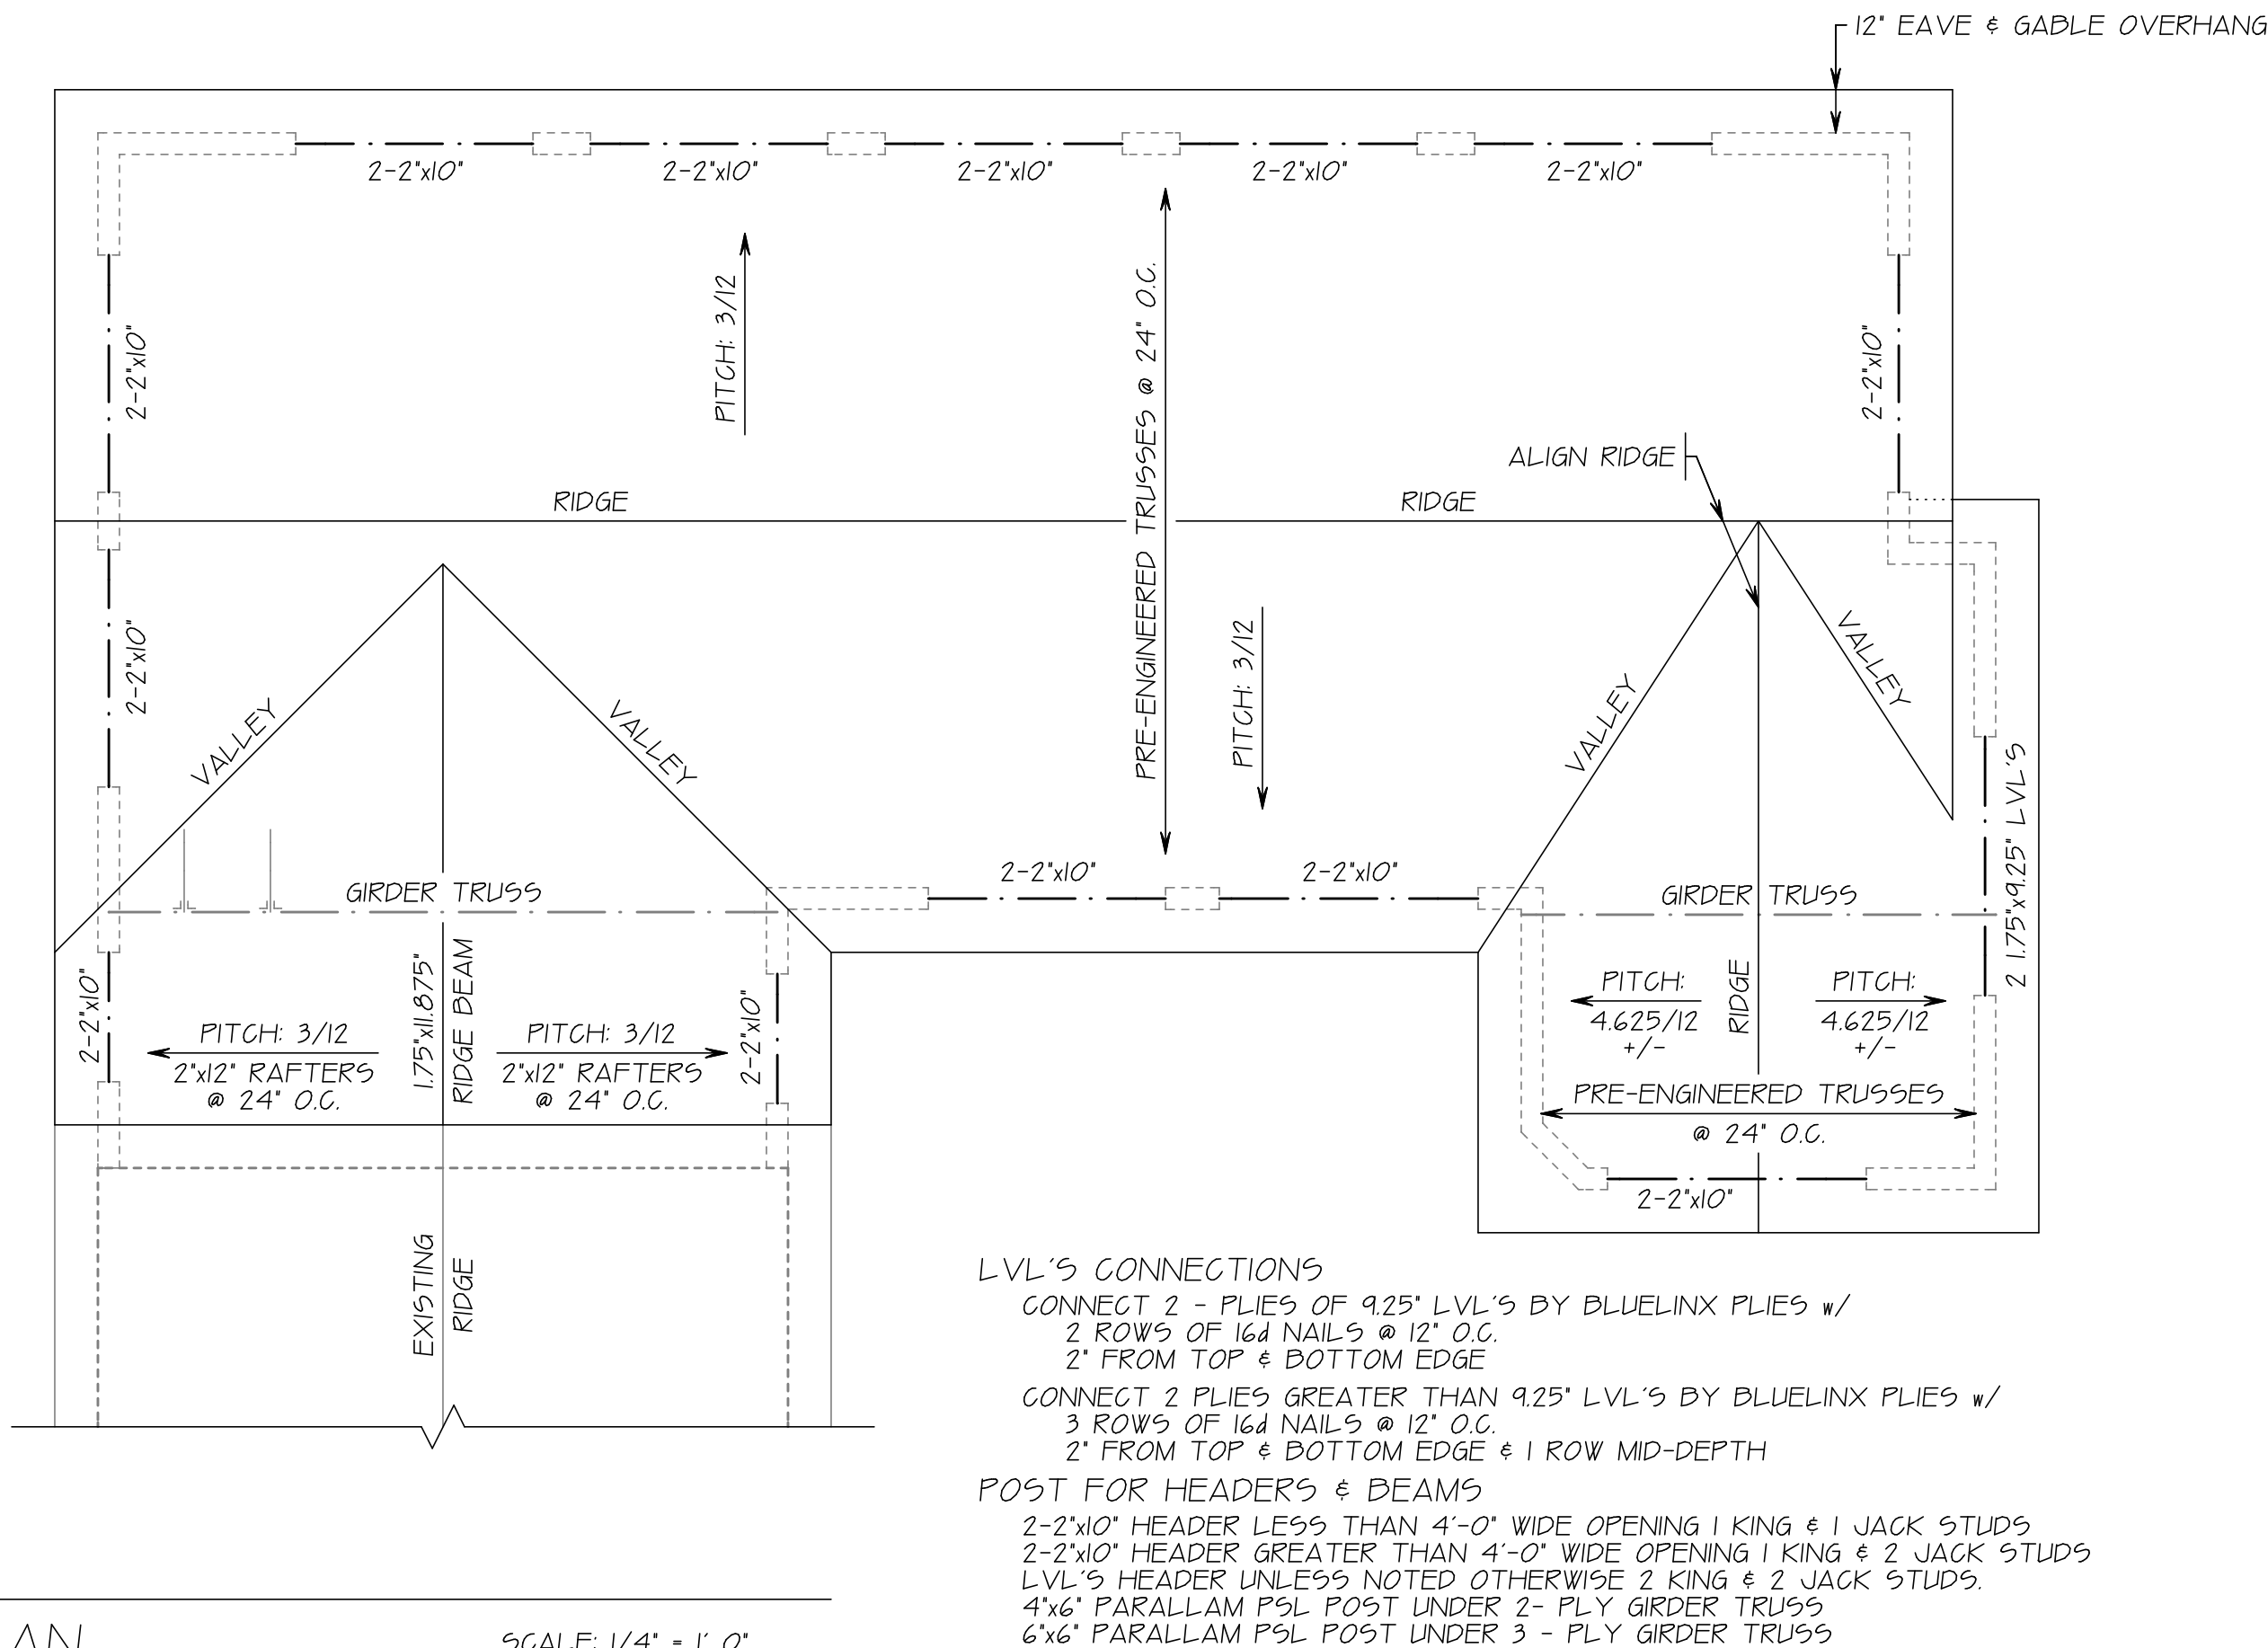 12" EAVE & GABLE OVERHANG
2-2"x10"
2-2"x10"
2-2"x10"
2-2"x10"
2-2"x10"
2-2"x10"
PITCH: 3/12
PRE-ENGINEERED TRUSSES @ 24" O.C.
2-2"x10"
ALIGN RIDGE
RIDGE
RIDGE
2-2"x10"
VALLEY
VALLEY
PITCH: 3/12
VALLEY
VALLEY
2 1.75"x9.25" LVL'S
2-2"x10"
2-2"x10"
GIRDER TRUSS
GIRDER TRUSS
2-2"x10"
1.75"x11.875"
RIDGE BEAM
2-2"x10"
PITCH: 3/12
2"x12" RAFTERS
@ 24" O.C.
PITCH: 3/12
2"x12" RAFTERS
@ 24" O.C.
PITCH:
4.625/12
+/-
RIDGE
PITCH:
4.625/12
+/-
PRE-ENGINEERED TRUSSES
@ 24" O.C.
2-2"x10"
EXISTING
RIDGE
LVL'S CONNECTIONS
CONNECT 2 - PLIES OF 9.25" LVL'S BY BLUELINX PLIES w/
2 ROWS OF 16d NAILS @ 12" O.C.
2" FROM TOP & BOTTOM EDGE
CONNECT 2 PLIES GREATER THAN 9.25" LVL'S BY BLUELINX PLIES w/
3 ROWS OF 16d NAILS @ 12" O.C.
2" FROM TOP & BOTTOM EDGE & 1 ROW MID-DEPTH
POST FOR HEADERS & BEAMS
2-2"x10" HEADER LESS THAN 4'-0" WIDE OPENING 1 KING & 1 JACK STUDS
2-2"x10" HEADER GREATER THAN 4'-0" WIDE OPENING 1 KING & 2 JACK STUDS
LVL'S HEADER UNLESS NOTED OTHERWISE 2 KING & 2 JACK STUDS.
4"x6" PARALLAM PSL POST UNDER 2- PLY GIRDER TRUSS
6"x6" PARALLAM PSL POST UNDER 3 - PLY GIRDER TRUSS
SCALE: 1/4" = 1'-0"